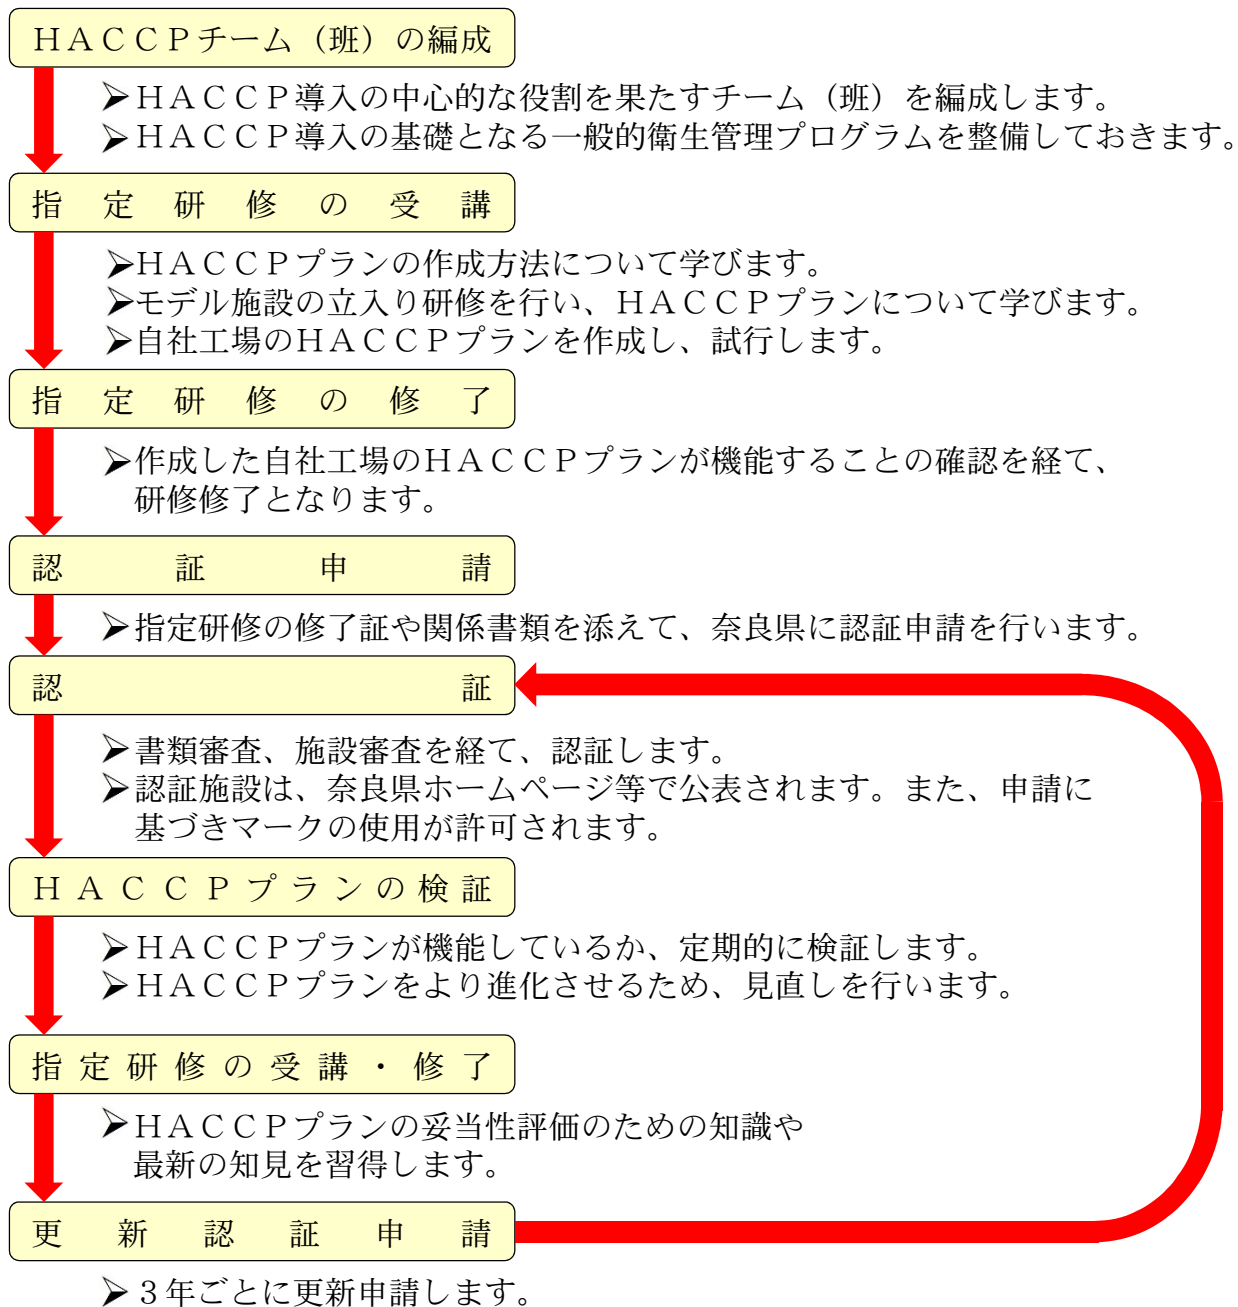 ＨＡＣＣＰチーム（班）の編成
➢ＨＡＣＣＰ導入の中心的な役割を果たすチーム（班）を編成します。
➢ＨＡＣＣＰ導入の基礎となる一般的衛生管理プログラムを整備しておきます。
指定研修の受講
➢ＨＡＣＣＰプランの作成方法について学びます。
➢モデル施設の立入り研修を行い、ＨＡＣＣＰプランについて学びます。
➢自社工場のＨＡＣＣＰプランを作成し、試行します。
指定研修の修了
➢作成した自社工場のＨＡＣＣＰプランが機能することの確認を経て、
研修修了となります。
認証申請
➢指定研修の修了証や関係書類を添えて、奈良県に認証申請を行います。
認証
➢書類審査、施設審査を経て、認証します。
➢認証施設は、奈良県ホームページ等で公表されます。また、申請に
基づきマークの使用が許可されます。
ＨＡＣＣＰプランの検証
➢ＨＡＣＣＰプランが機能しているか、定期的に検証します。
➢ＨＡＣＣＰプランをより進化させるため、見直しを行います。
指定研修の受講・修了
➢ＨＡＣＣＰプランの妥当性評価のための知識や
最新の知見を習得します。
更新認証申請
➢３年ごとに更新申請します。